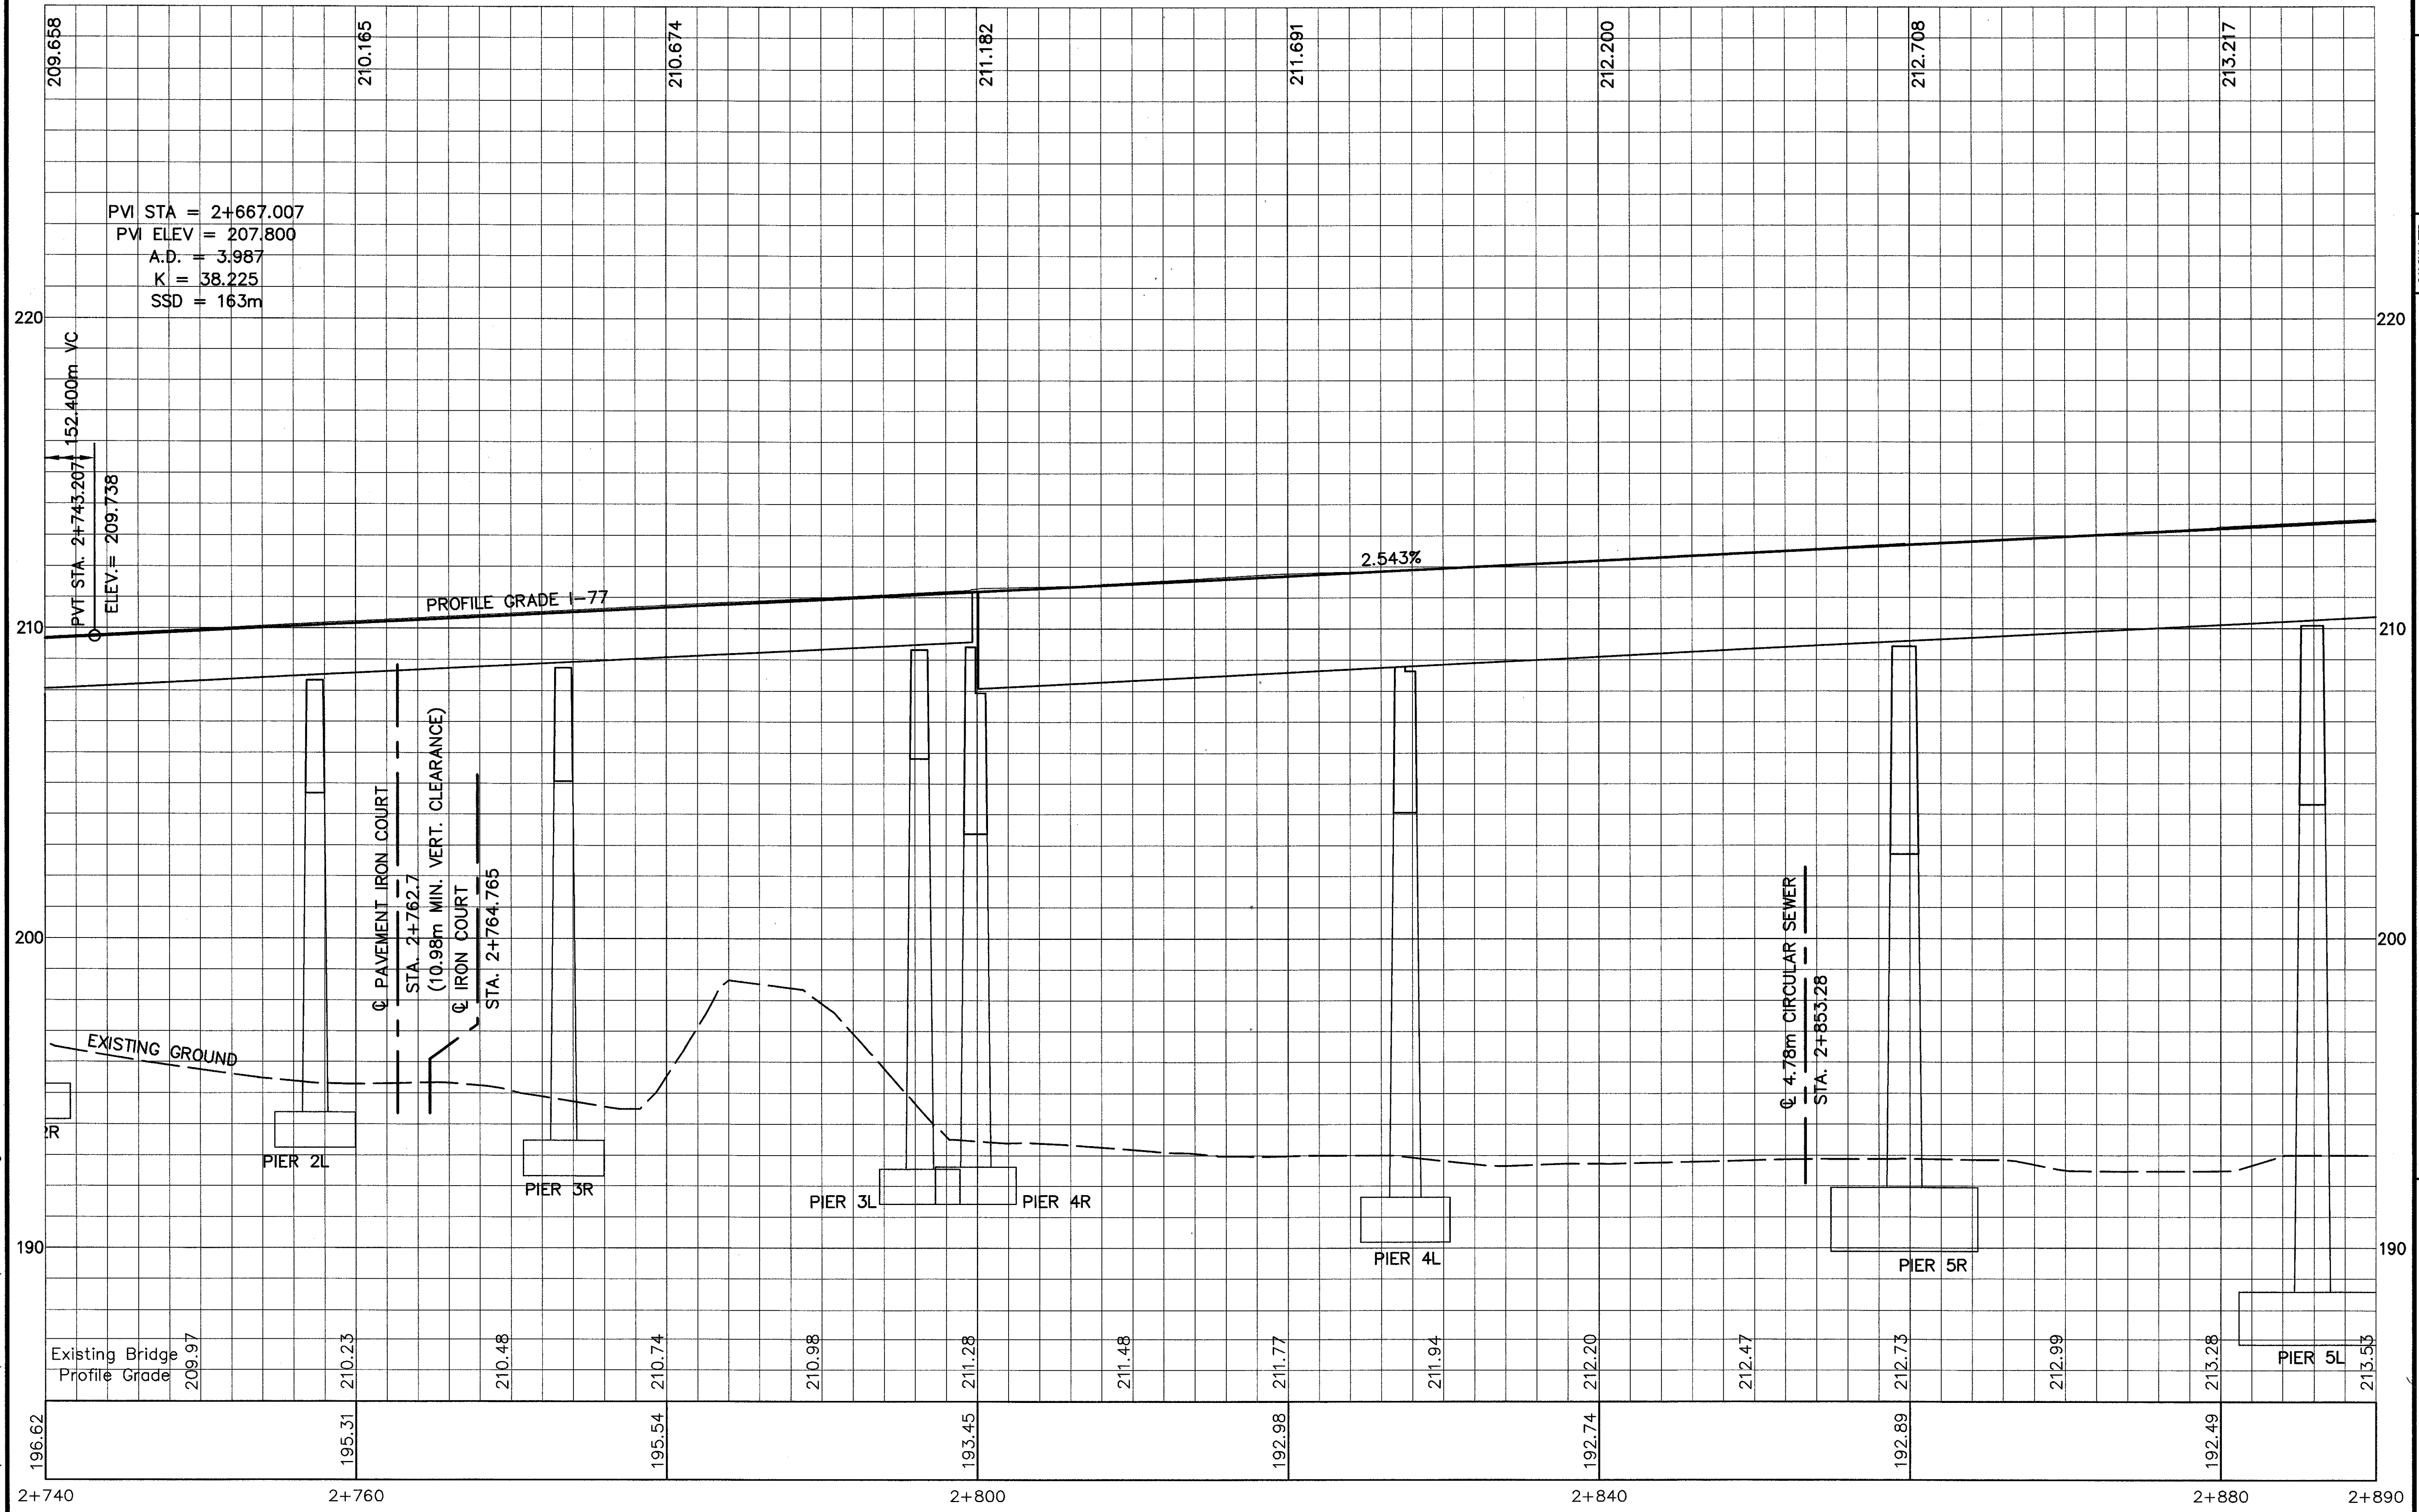 209.658
210.165
210.674
211.182
211.691
212.200
212.708
213.217
PVI STA = 2+667.007
PVI ELEV = 207.800
A.D. = 3.987
K = 38.225
SSD = 163m
220
220
152.400m VC
PVT STA. 2+743.207
ELEV.= 209.738
2.543%
PROFILE GRADE I-77
210
210
℄ PAVEMENT IRON COURT
STA. 2+762.7
(10.98m MIN. VERT. CLEARANCE)
℄ IRON COURT
STA. 2+764.765
℄ 4.78m CIRCULAR SEWER
STA. 2+853.28
200
200
EXISTING GROUND
2R
PIER 2L
PIER 3R
PIER 3L
PIER 4R
PIER 4L
PIER 5R
PIER 5L
190
190
Existing Bridge
Profile Grade
209.97
210.23
210.48
210.74
210.98
211.28
211.48
211.77
211.94
212.20
212.47
212.73
212.99
213.28
213.53
196.62
195.31
195.54
193.45
192.98
192.74
192.89
192.49
2+740
2+760
2+800
2+840
2+880
2+890